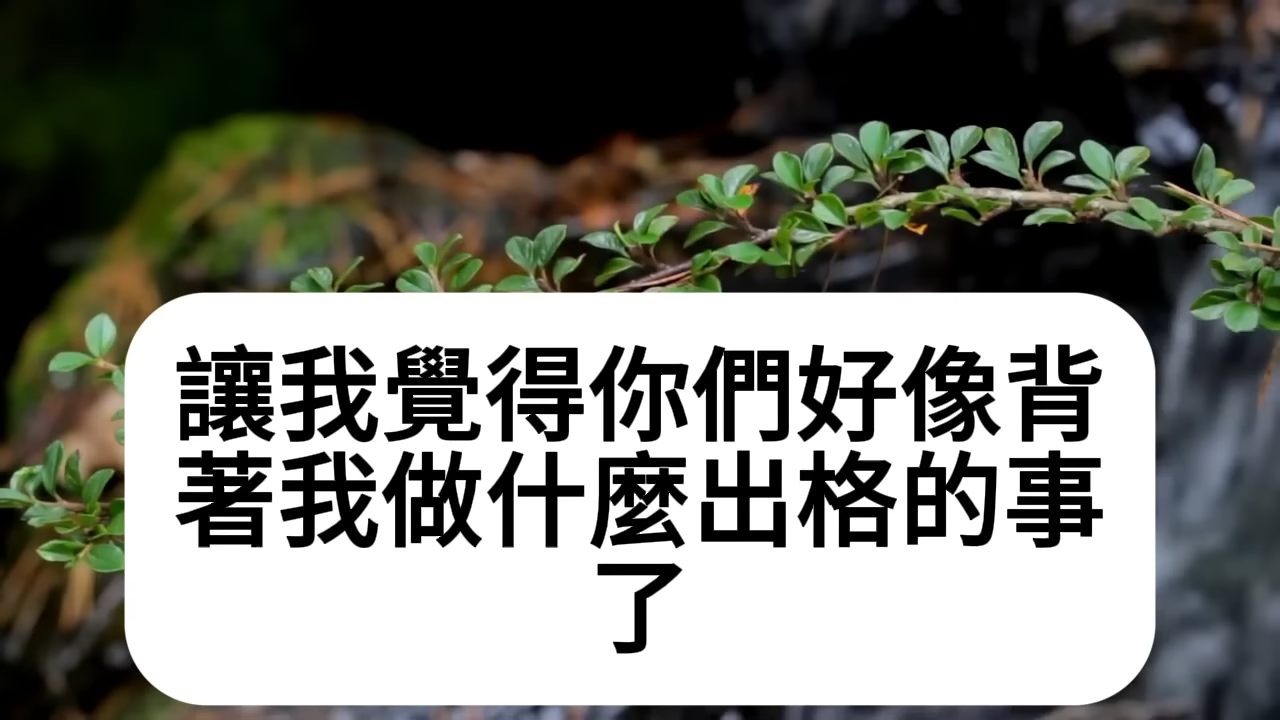 讓我覺得你們好像背
著我做什麼出格的事
了